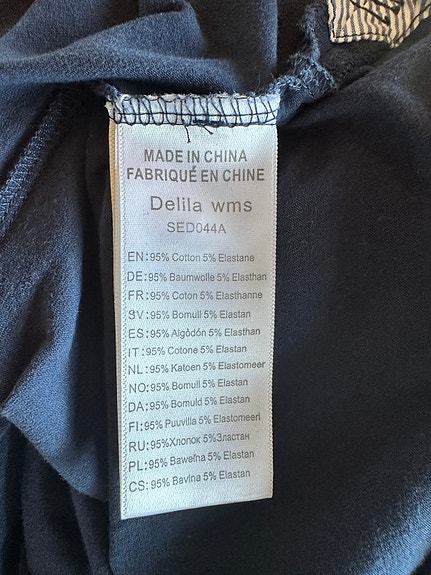 MADE IN CHINA
FABRIQUÉ EN CHINE
Delila wms
SED044A
EN:95% Cotton 5% Elastane
DE:95% Baumwolle 5% Elasthan
FR:95% Coton 5% Elasthanne
SV:95% Bomull 5% Elastan
ES:95% Algòdón 5% Elasthan
IT:95% Cotone 5% Elastan
NL:95% Katoen 5% Elastomeer
NO:95% Bomull 5% Elastan
DA:95% Bomuld 5% Elastan
FI:95% Puuvilla 5% Elastomeeri
RU:95%Хлопок 5%Эластан
PL:95% Bawełna 5% Elastan
CS:95% Bavlna 5% Elastan